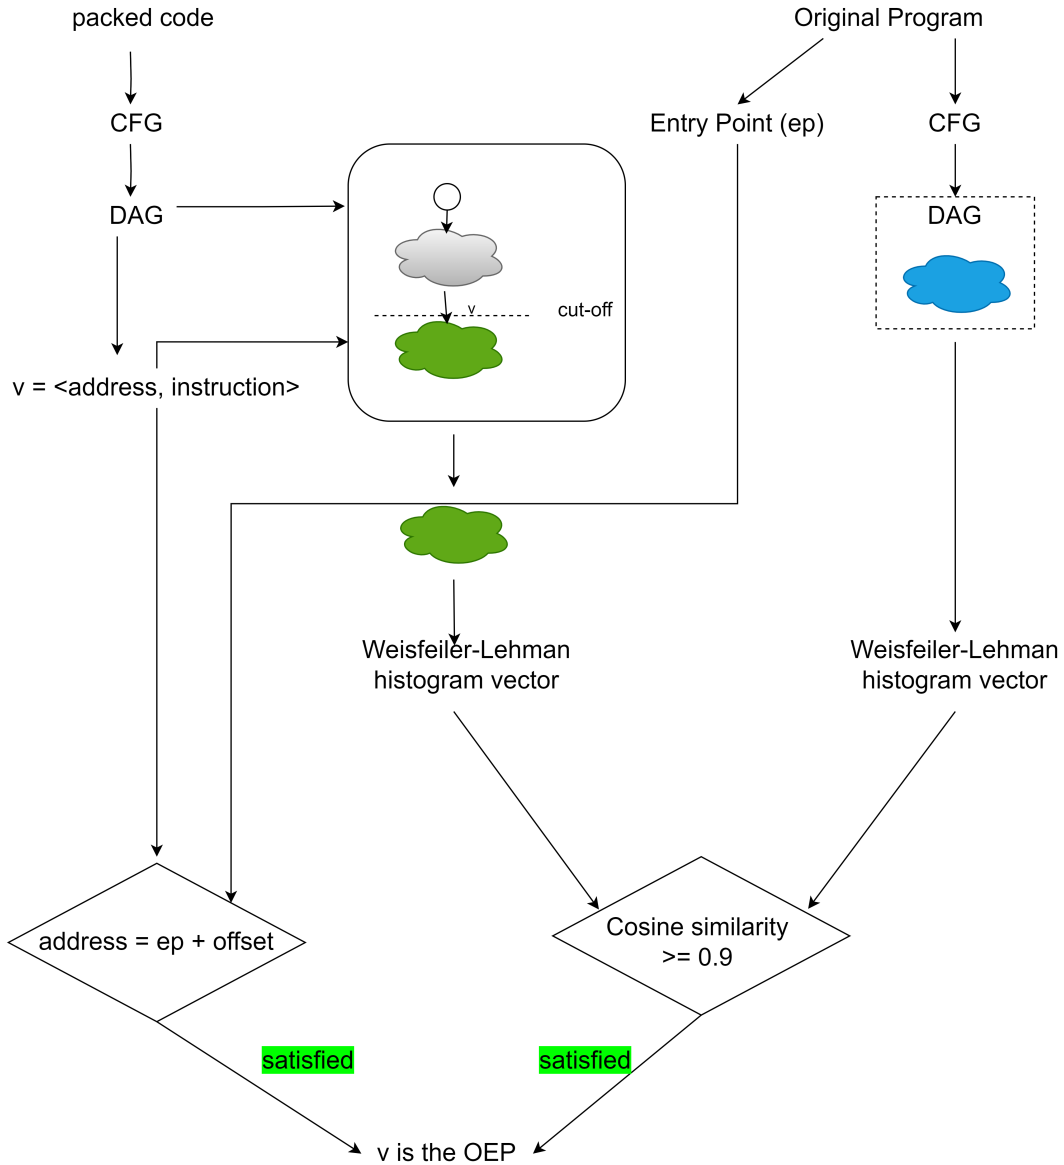 packed code
Original Program
CFG
Entry Point (ep)
CFG
DAG
DAG
v
cut-off
v = <address, instruction>
Weisfeiler-Lehman
histogram vector
Weisfeiler-Lehman
histogram vector
address = ep + offset
Cosine similarity
>= 0.9
satisfied
satisfied
v is the OEP